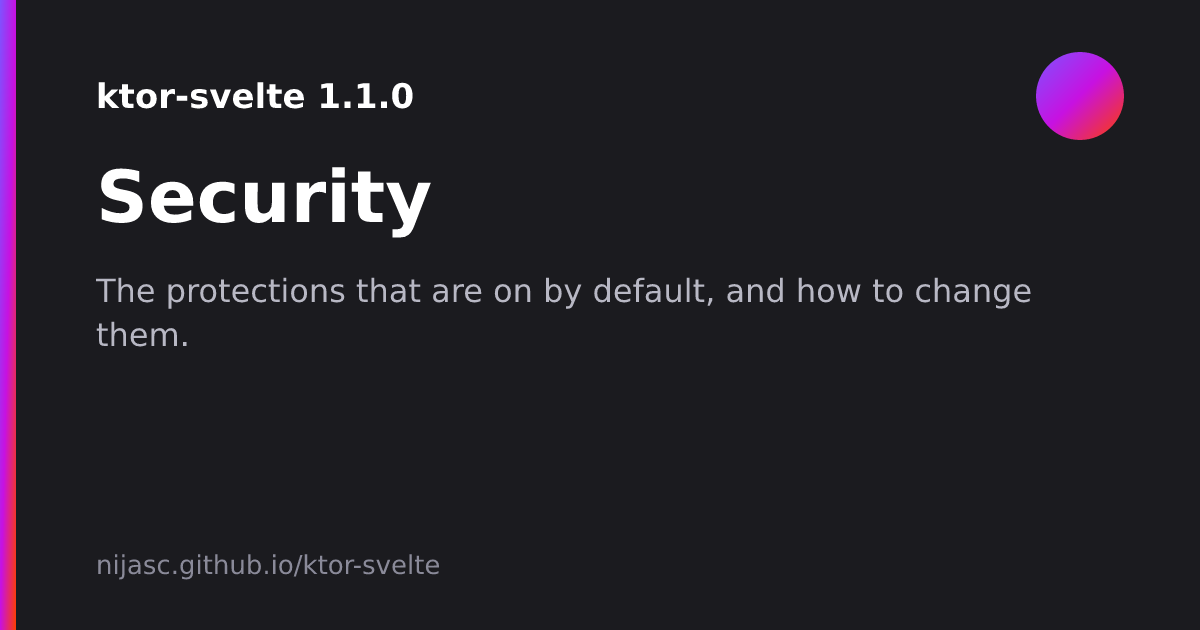 ktor-svelte 1.1.0
Security
The protections that are on by default, and how to change
them.
nijasc.github.io/ktor-svelte